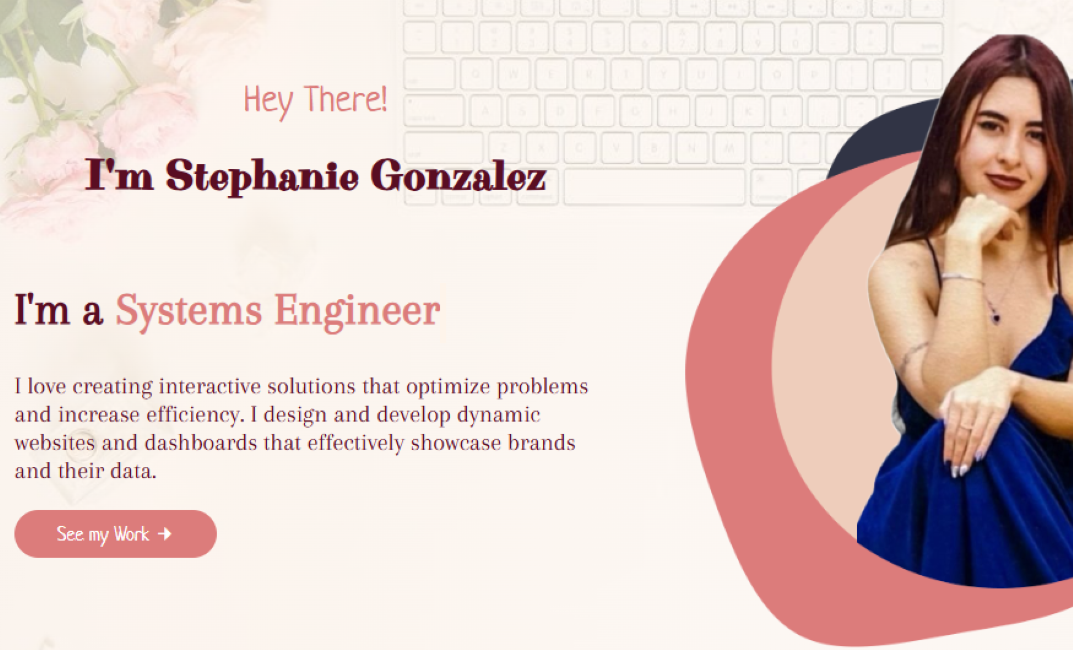 Hey There!
I'm Stephanie Gonzalez
I'm a Systems Engineer
I love creating interactive solutions that optimize problems
and increase efficiency. I design and develop dynamic
websites and dashboards that effectively showcase brands
and their data.
See my Work →